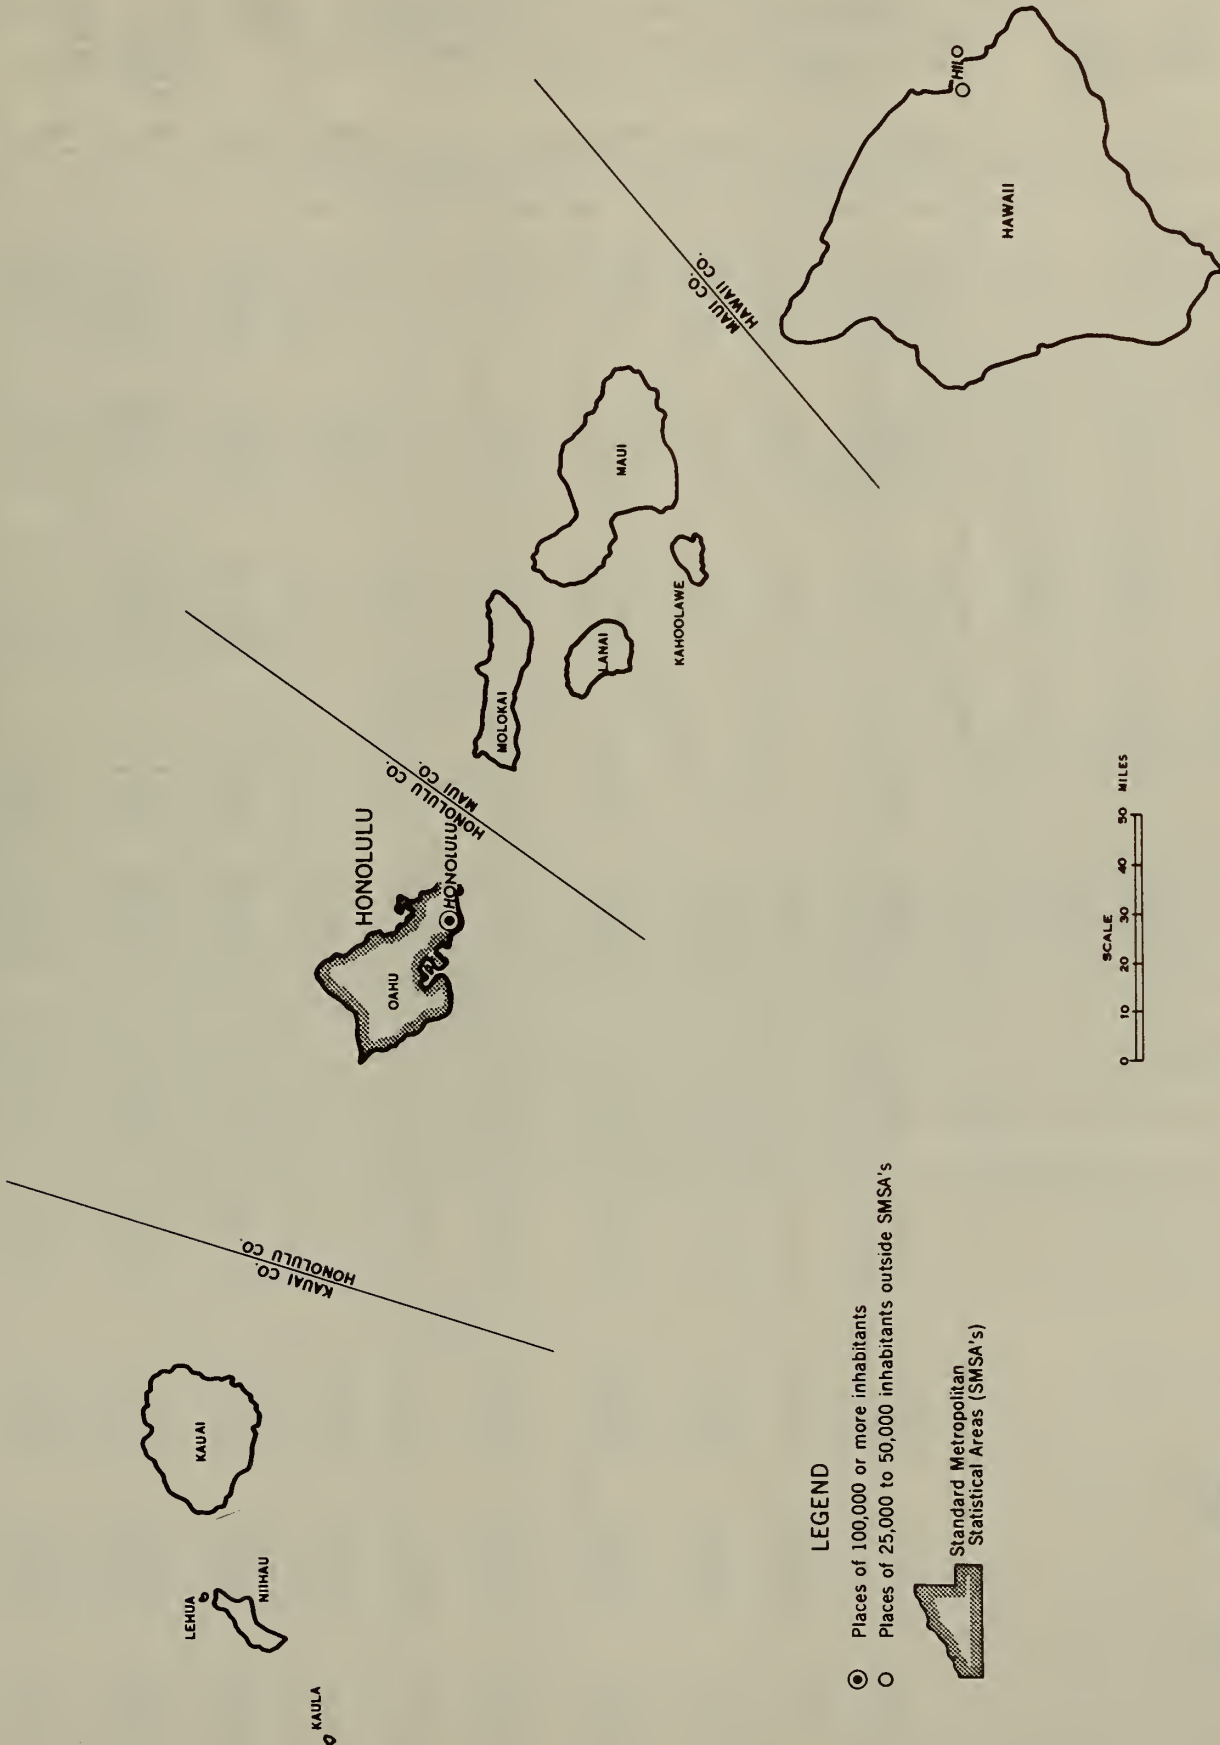 KAULA
LEHUA
NIIHAU
KAUAI
KAUAI CO.
HONOLULU CO.
OAHU
HONOLULU
HONOLULU
HONOLULU CO.
MAUI CO.
MOLOKAI
LANAI
KAHOOLAWE
MAUI
MAUI CO.
HAWAII CO.
HILO
HAWAII
LEGEND
Places of 100,000 or more inhabitants
Places of 25,000 to 50,000 inhabitants outside SMSA's
Standard Metropolitan
Statistical Areas (SMSA's)
SCALE
0 10 20 30 40 50 MILES